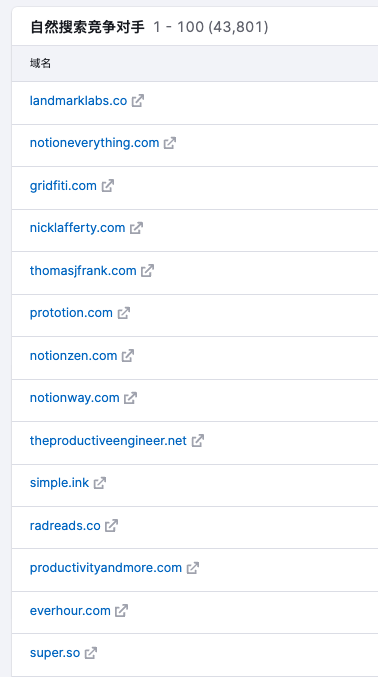 自然搜索竞争对手 1 - 100 (43,801)
域名
landmarklabs.co
notioneverything.com
gridfiti.com
nicklafferty.com
thomasjfrank.com
prototion.com
notionzen.com
notionway.com
theproductiveengineer.net
simple.ink
radreads.co
productivityandmore.com
everhour.com
super.so